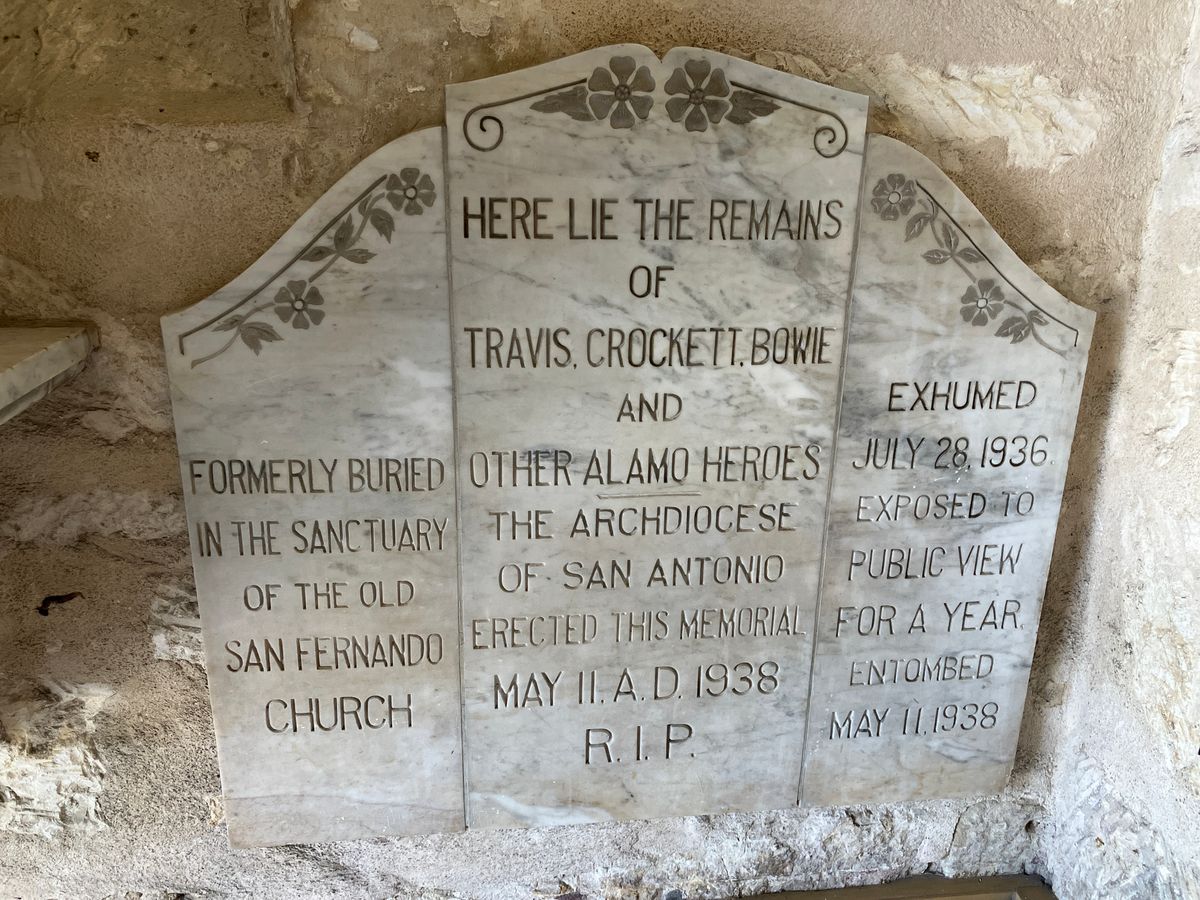 FORMERLY BURIED
IN THE SANCTUARY
OF THE OLD
SAN FERNANDO
CHURCH
HERE LIE THE REMAINS
OF
TRAVIS, CROCKETT, BOWIE
AND
OTHER ALAMO HEROES
THE ARCHDIOCESE
OF SAN ANTONIO
ERECTED THIS MEMORIAL
MAY 11, A.D. 1938
R.I.P.
EXHUMED
JULY 28, 1936.
EXPOSED TO
PUBLIC VIEW
FOR A YEAR.
ENTOMBED
MAY 11, 1938